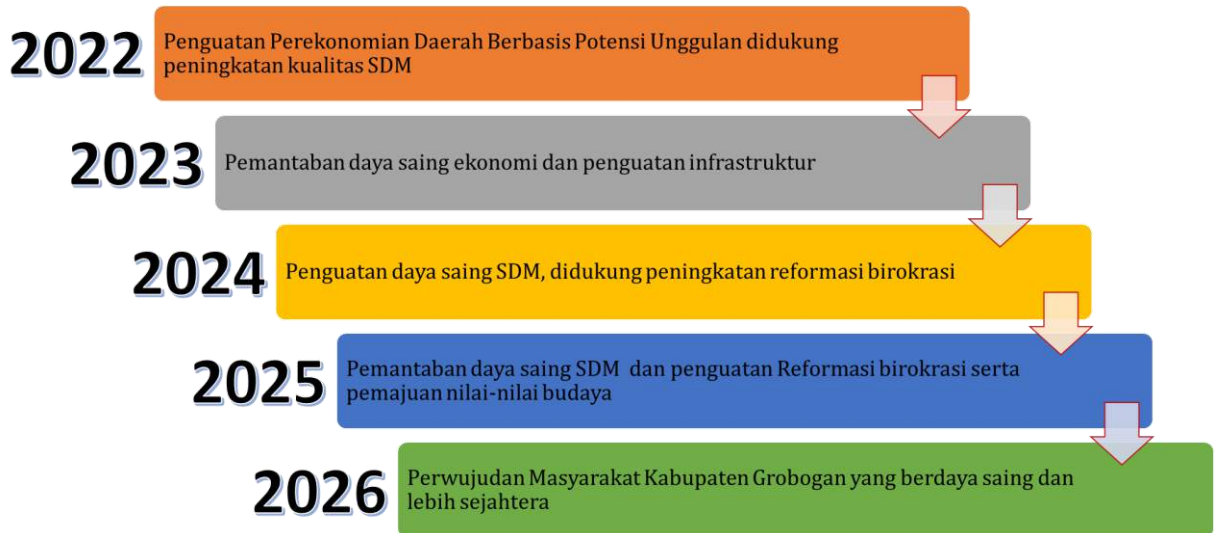 2022
Penguatan Perekonomian Daerah Berbasis Potensi Unggulan didukung
peningkatan kualitas SDM
2023
Pemantaban daya saing ekonomi dan penguatan infrastruktur
2024
Penguatan daya saing SDM, didukung peningkatan reformasi birokrasi
2025
Pemantaban daya saing SDM dan penguatan Reformasi birokrasi serta
pemajuan nilai-nilai budaya
2026
Perwujudan Masyarakat Kabupaten Grobogan yang berdaya saing dan
lebih sejahtera